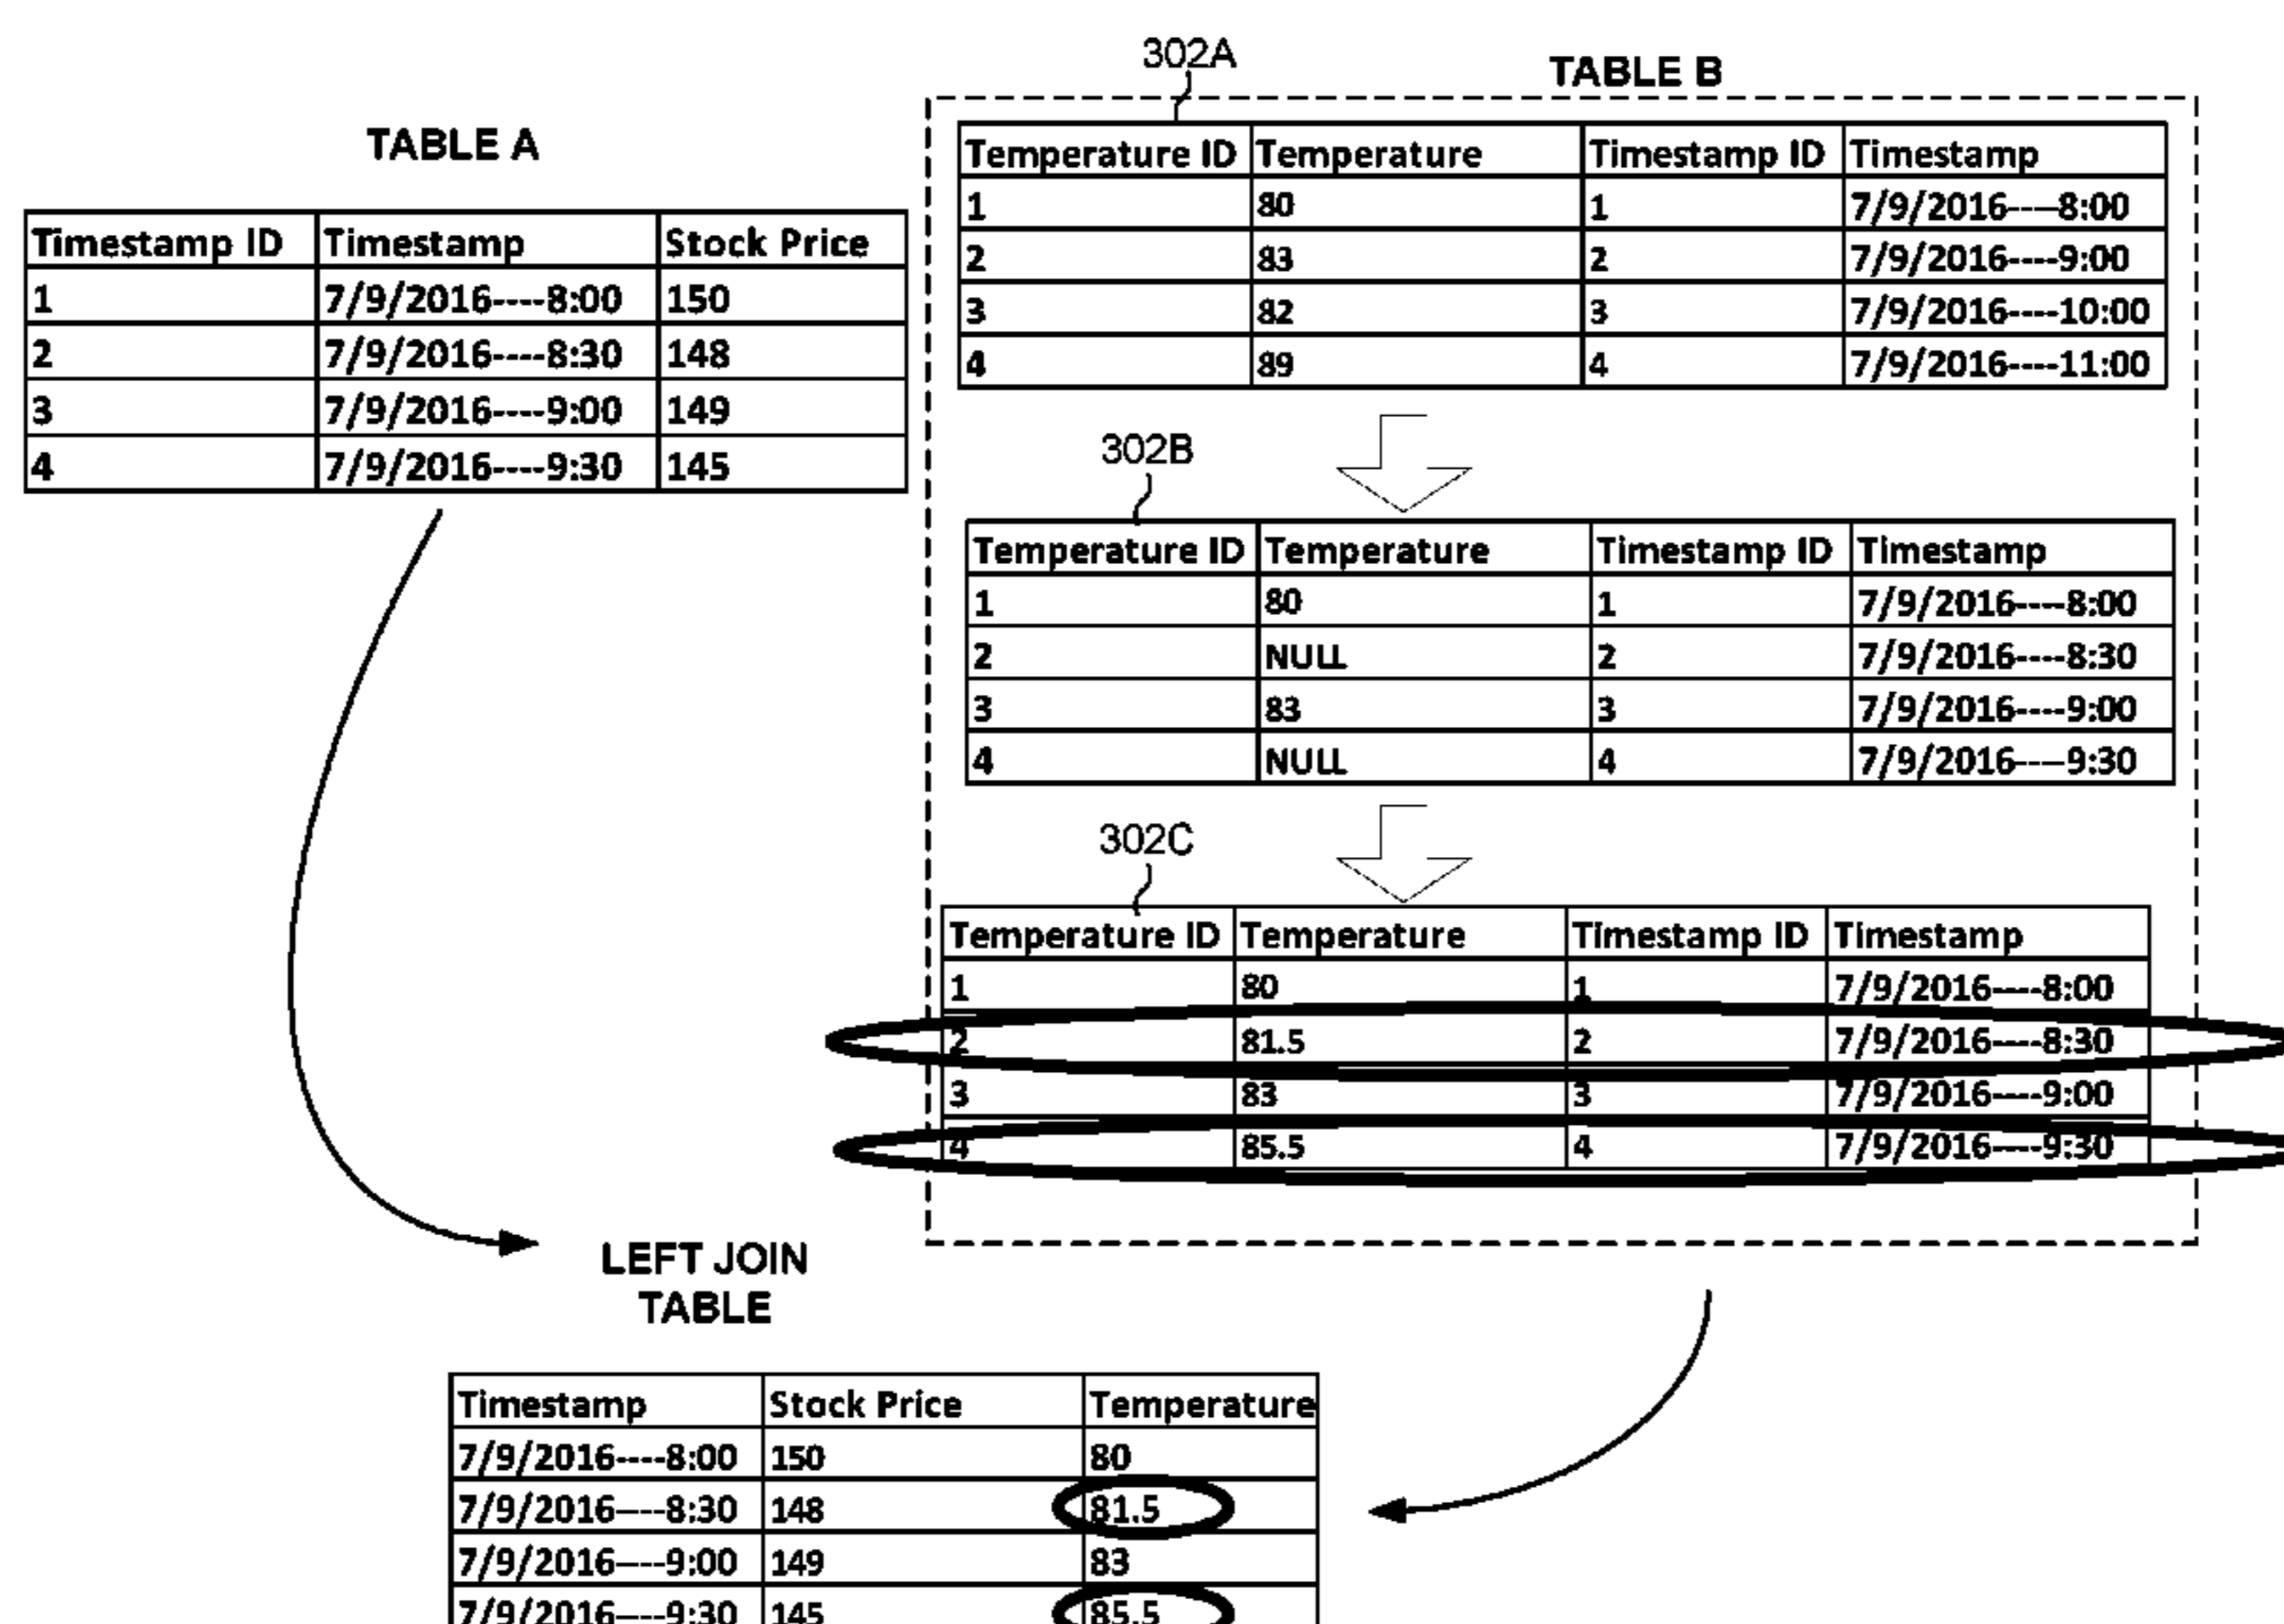 302A
TABLE B
Temperature ID Temperature Timestamp ID Timestamp
1 80 1 7/9/2016----8:00
2 83 2 7/9/2016----9:00
3 82 3 7/9/2016----10:00
4 89 4 7/9/2016----11:00
TABLE A
Timestamp ID Timestamp Stock Price
1 7/9/2016----8:00 150
2 7/9/2016----8:30 148
3 7/9/2016----9:00 149
4 7/9/2016----9:30 145
302B
Temperature ID Temperature Timestamp ID Timestamp
1 80 1 7/9/2016----8:00
2 NULL 2 7/9/2016----8:30
3 83 3 7/9/2016----9:00
4 NULL 4 7/9/2016----9:30
302C
Temperature ID Temperature Timestamp ID Timestamp
1 80 1 7/9/2016----8:00
2 81.5 2 7/9/2016----8:30
3 83 3 7/9/2016----9:00
4 85.5 4 7/9/2016----9:30
LEFT JOIN
TABLE
Timestamp Stock Price Temperature
7/9/2016----8:00 150 80
7/9/2016----8:30 148 81.5
7/9/2016----9:00 149 83
7/9/2016----9:30 145 85.5